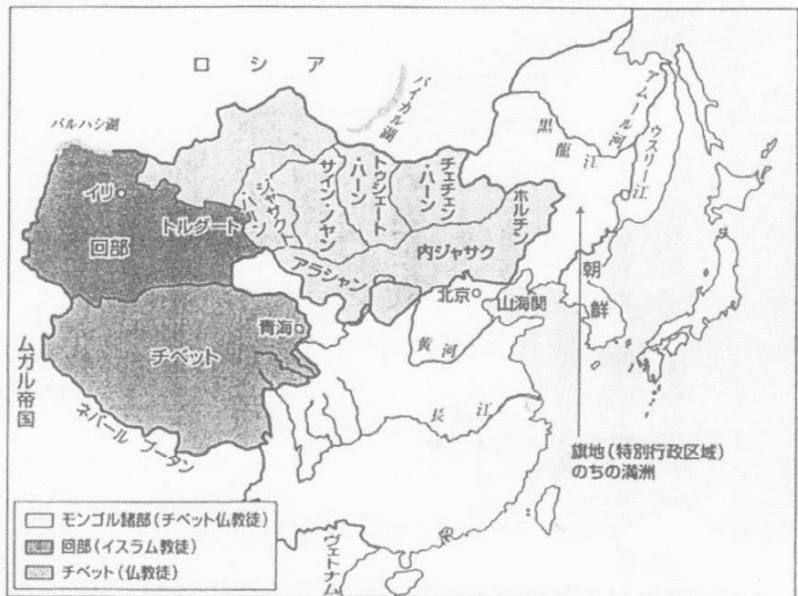 ロシア
バルハシ湖
バイカル湖
アムール河
ウスリー江
黒龍江
イリ
トルグート
回部
ジャサクト・ハーン
サイン・ノヤン
トゥシェート・ハーン
チェチェン・ハーン
ホルチン
内ジャサク
アラシャン
北京
山海関
朝鮮
青海
チベット
黄河
ムガル帝国
ネパール
ブータン
長江
旗地(特別行政区域)
のちの満洲
ヴェトナム
モンゴル諸部(チベット仏教徒)
回部(イスラム教徒)
チベット(仏教徒)